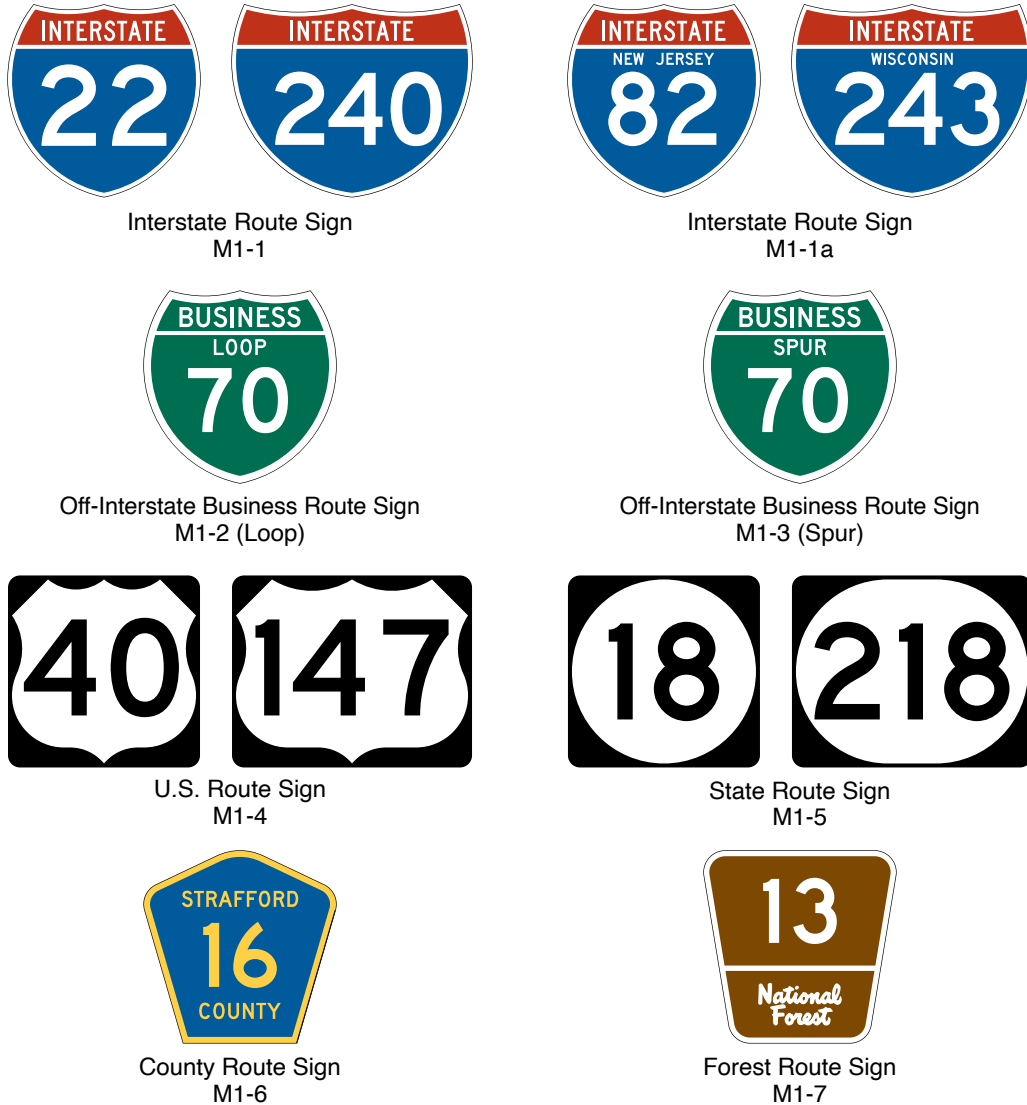 INTERSTATE
22
INTERSTATE
240
Interstate Route Sign
M1-1
INTERSTATE
NEW JERSEY
82
INTERSTATE
WISCONSIN
243
Interstate Route Sign
M1-1a
BUSINESS
LOOP
70
Off-Interstate Business Route Sign
M1-2 (Loop)
BUSINESS
SPUR
70
Off-Interstate Business Route Sign
M1-3 (Spur)
40
147
U.S. Route Sign
M1-4
18
218
State Route Sign
M1-5
STRAFFORD
16
COUNTY
County Route Sign
M1-6
13
National
Forest
Forest Route Sign
M1-7